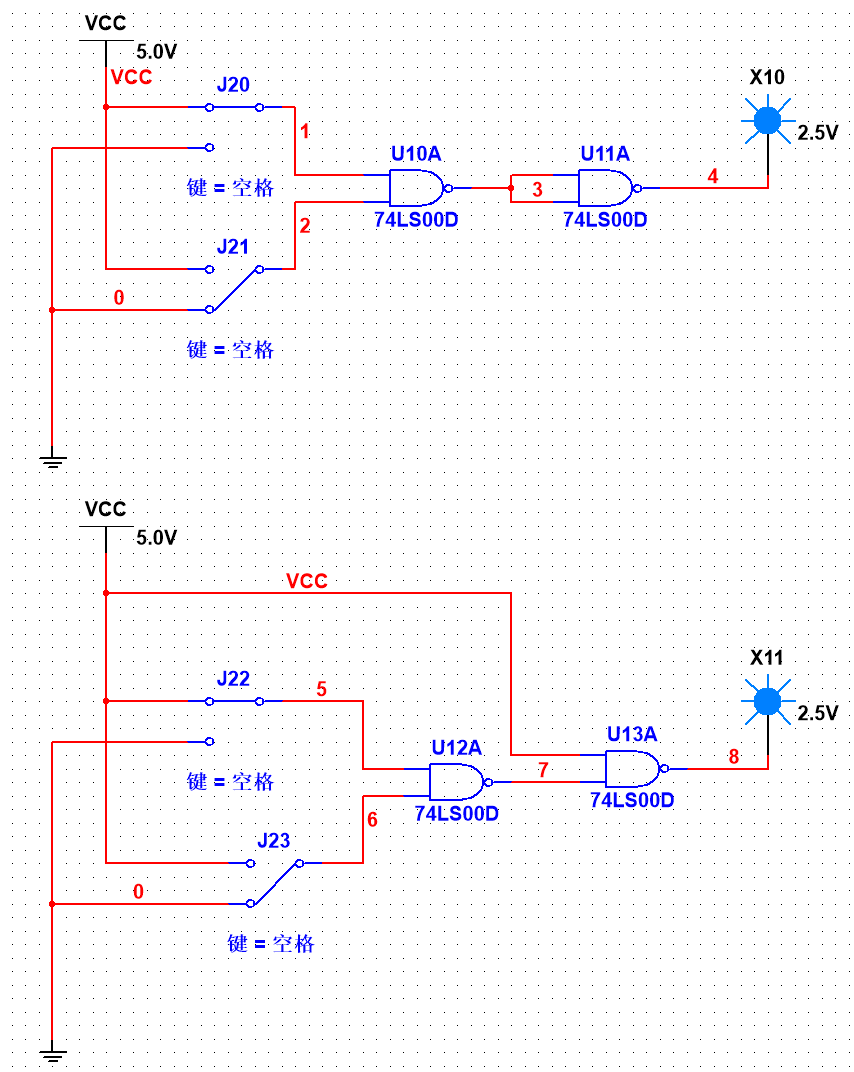 VCC
5.0V
VCC
J20
X10
2.5V
1
U10A
U11A
键 = 空格
3
4
74LS00D
74LS00D
2
J21
0
键 = 空格
VCC
5.0V
VCC
X11
J22
5
2.5V
U13A
键 = 空格
U12A
7
8
74LS00D
74LS00D
6
J23
0
键 = 空格